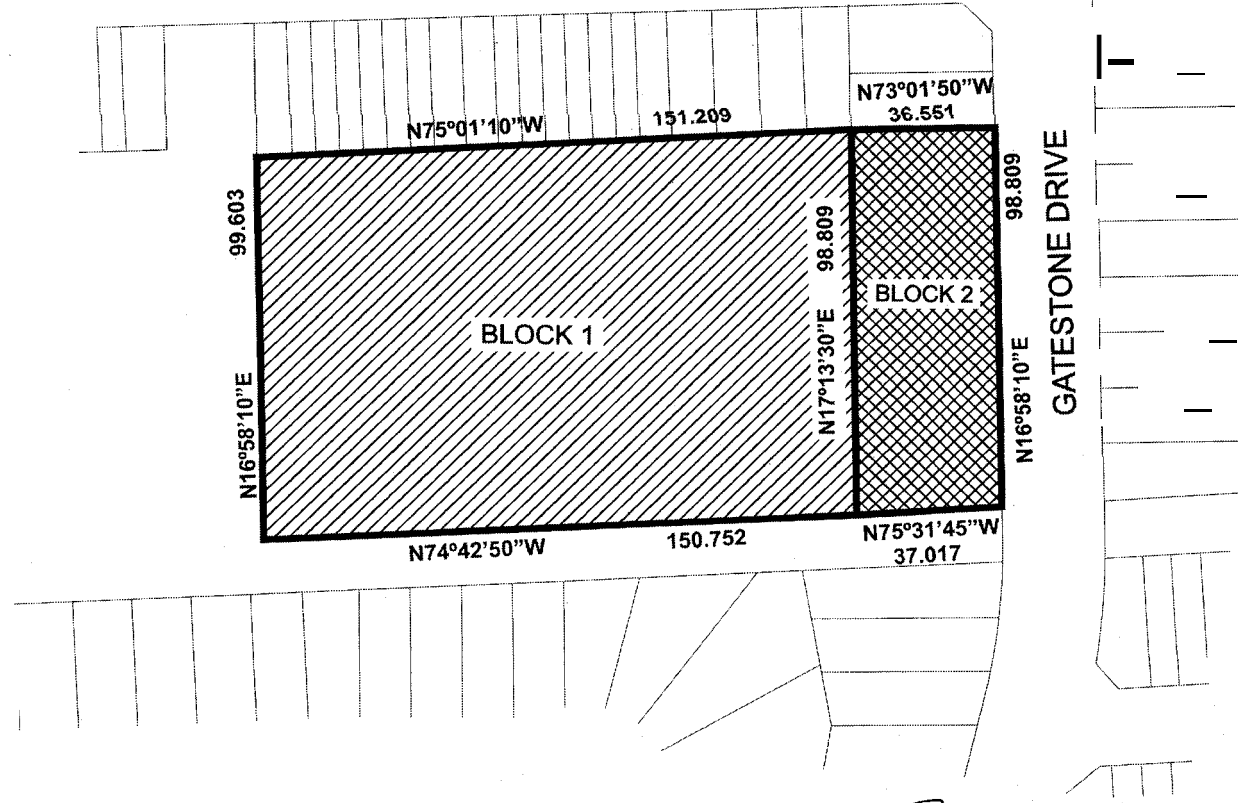 N73°01'50"W
36.551
N75°01'10"W
151.209
99.603
N16°58'10"E
BLOCK 1
98.809
N17°13'30"E
BLOCK 2
98.809
N16°58'10"E
GATESTONE DRIVE
N74°42'50"W
150.752
N75°31'45"W
37.017